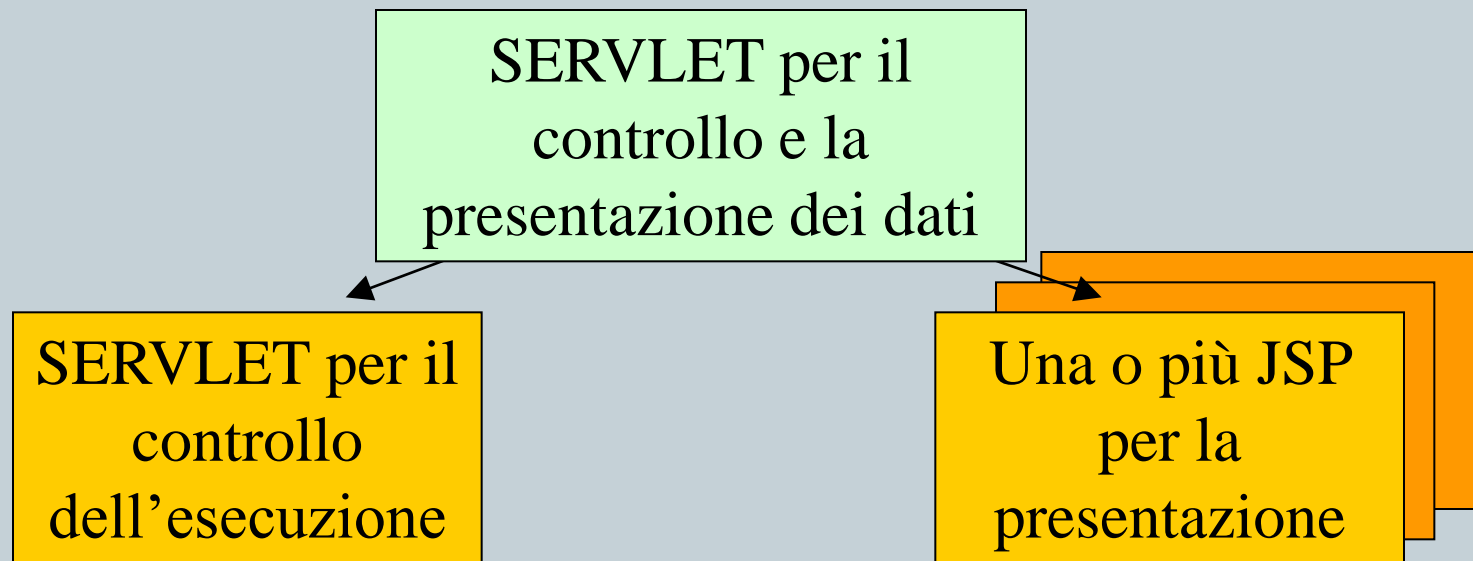 SERVLET per il
controllo e la
presentazione dei dati
SERVLET per il
controllo
dell’esecuzione
Una o più JSP
per la
presentazione